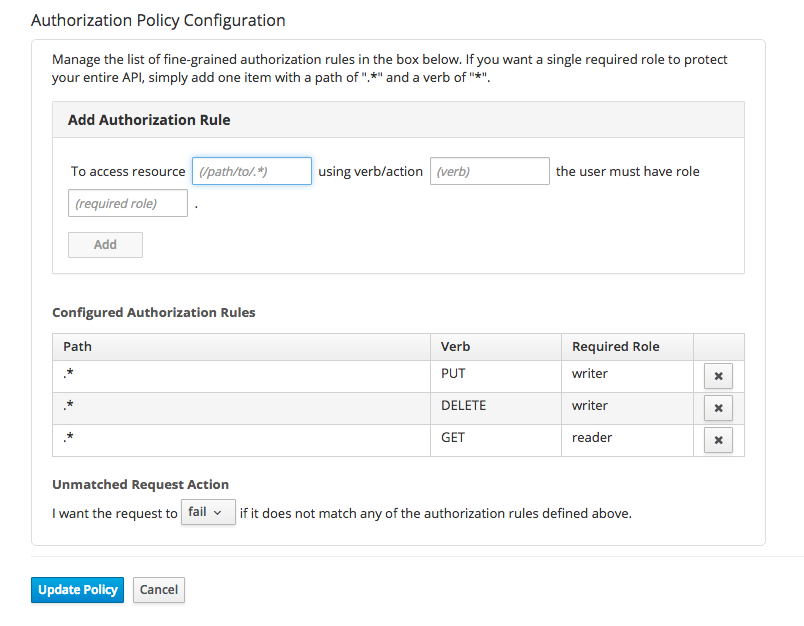 Authorization Policy Configuration
Manage the list of fine-grained authorization rules in the box below. If you want a single required role to protect
your entire API, simply add one item with a path of ".*" and a verb of "*".
Add Authorization Rule
To access resource (/path/to/.*) using verb/action (verb) the user must have role
(required role) .
Add
Configured Authorization Rules
Path Verb Required Role
.* PUT writer
.* DELETE writer
.* GET reader
Unmatched Request Action
I want the request to fail if it does not match any of the authorization rules defined above.
Update Policy Cancel